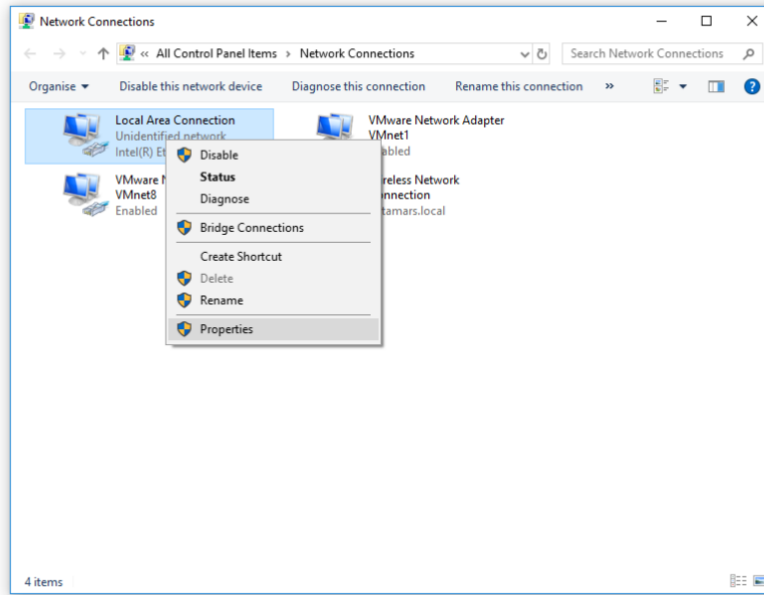 Network Connections
« All Control Panel Items › Network Connections
Search Network Connections
Organise
Disable this network device
Diagnose this connection
Rename this connection
»
Local Area Connection
Unidentified network
Intel(R) Et
VMware Network Adapter
VMnet1
abled
VMware N
VMnet8
Enabled
reless Network
nnection
tamars.local
Disable
Status
Diagnose
Bridge Connections
Create Shortcut
Delete
Rename
Properties
4 items